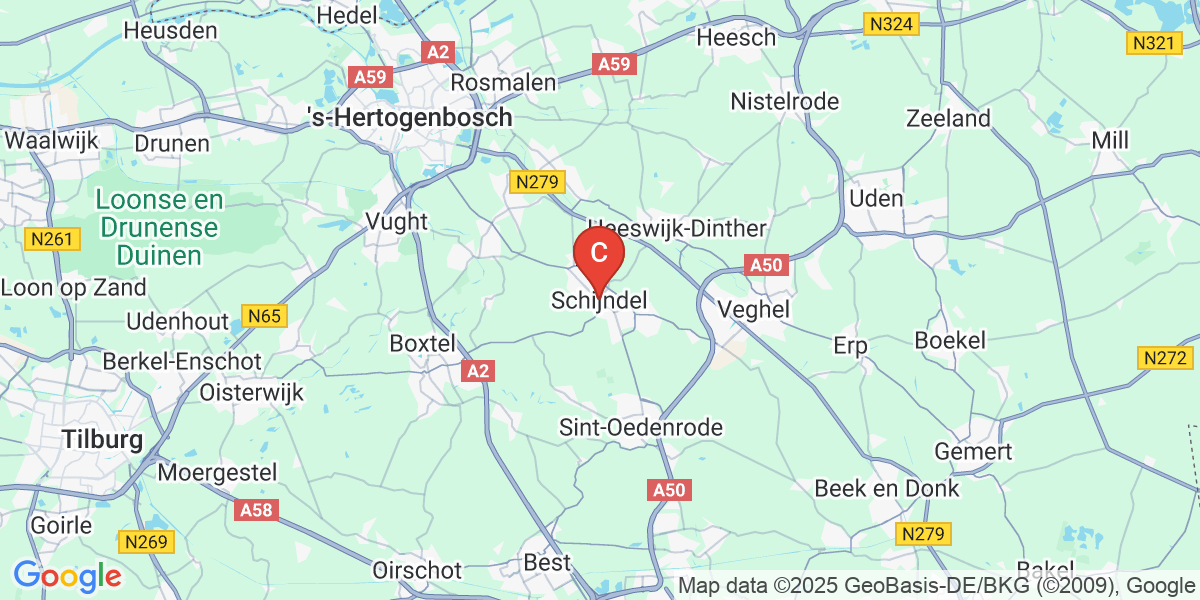 Hedel
Heusden
N324
Heesch
N321
A2
A59
A59
Rosmalen
Nistelrode
's-Hertogenbosch
Zeeland
Waalwijk
Drunen
Mill
N279
Loonse en
Drunense
Duinen
Uden
Vught
Heeswijk-Dinther
N261
C
A50
Loon op Zand
Schijndel
Veghel
N65
Udenhout
Boxtel
Erp
Boekel
Berkel-Enschot
N272
A2
Oisterwijk
Sint-Oedenrode
Tilburg
Gemert
Moergestel
Beek en Donk
A50
A58
Goirle
N279
N269
Best
Oirschot
Bakel
Google
Map data ©2025 GeoBasis-DE/BKG (©2009), Google